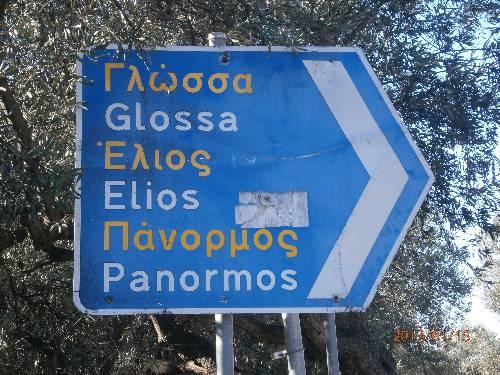 Γλώσσα
Glossa
Έλιος
Elios
Πάνορμος
Panormos